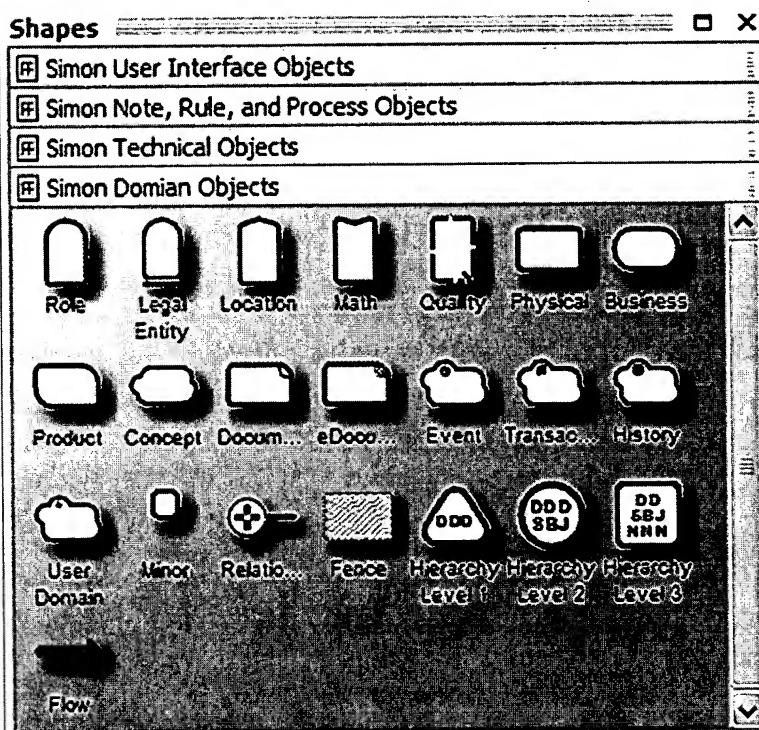 Shapes
Simon User Interface Objects
Simon Note, Rule, and Process Objects
Simon Technical Objects
Simon Domian Objects
Role Legal Location Math Quality Physical Business
Entity
Product Concept Docum... eDocu... Event Transac... History
DDD DDD DD
SBJ SBJ
NNN
User Minor Relatio... Fence Hierarchy Hierarchy Hierarchy
Domain Level 1 Level 2 Level 3
Flow